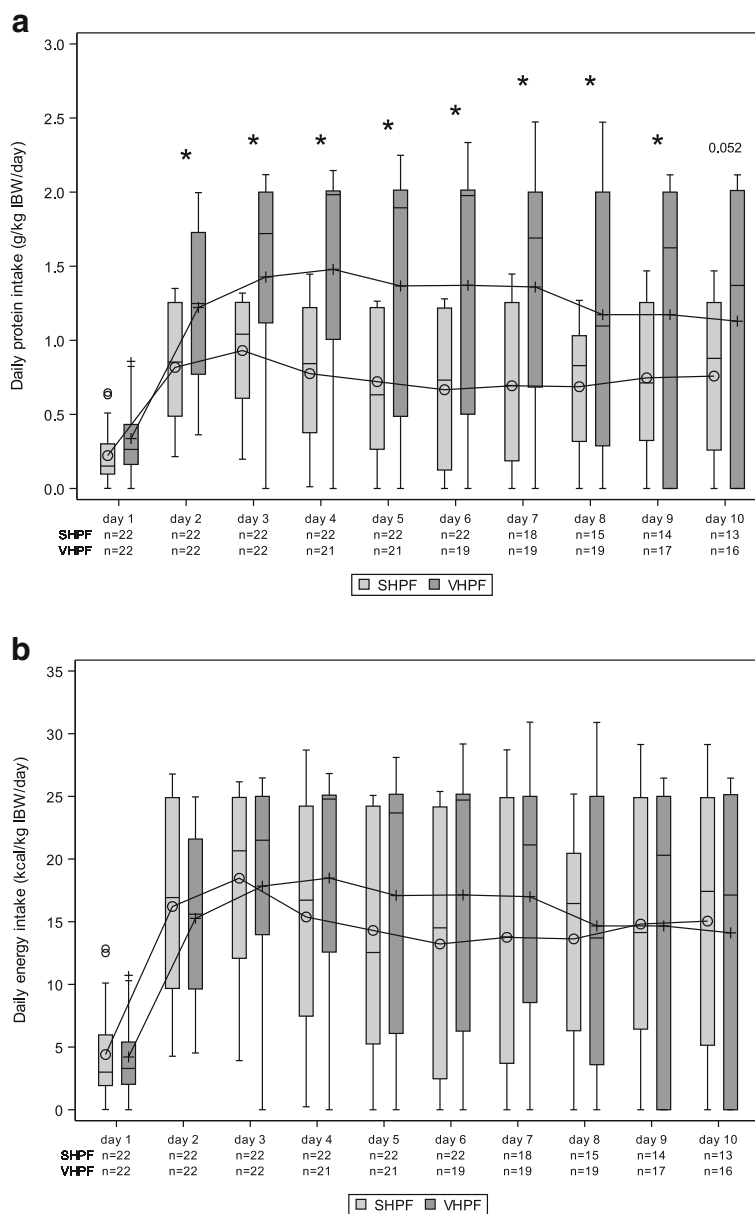 a
Daily protein intake (g/kg IBW/day)
3.0
2.5
2.0
1.5
1.0
0.5
0.0
* * * * * * * *
0.052
day 1 day 2 day 3 day 4 day 5 day 6 day 7 day 8 day 9 day 10
SHPF n=22 n=22 n=22 n=22 n=22 n=22 n=18 n=15 n=14 n=13
VHPF n=22 n=22 n=22 n=21 n=21 n=19 n=19 n=19 n=17 n=16
SHPF VHPF
b
Daily energy intake (kcal/kg IBW/day)
35
30
25
20
15
10
5
0
day 1 day 2 day 3 day 4 day 5 day 6 day 7 day 8 day 9 day 10
SHPF n=22 n=22 n=22 n=22 n=22 n=22 n=18 n=15 n=14 n=13
VHPF n=22 n=22 n=22 n=21 n=21 n=19 n=19 n=19 n=17 n=16
SHPF VHPF